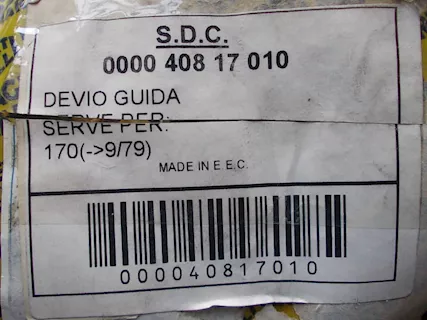 S.D.C.
0000 408 17 010
DEVIO GUIDA
SERVE PER:
170(->9/79)
MADE IN E.E.C.
000040817010